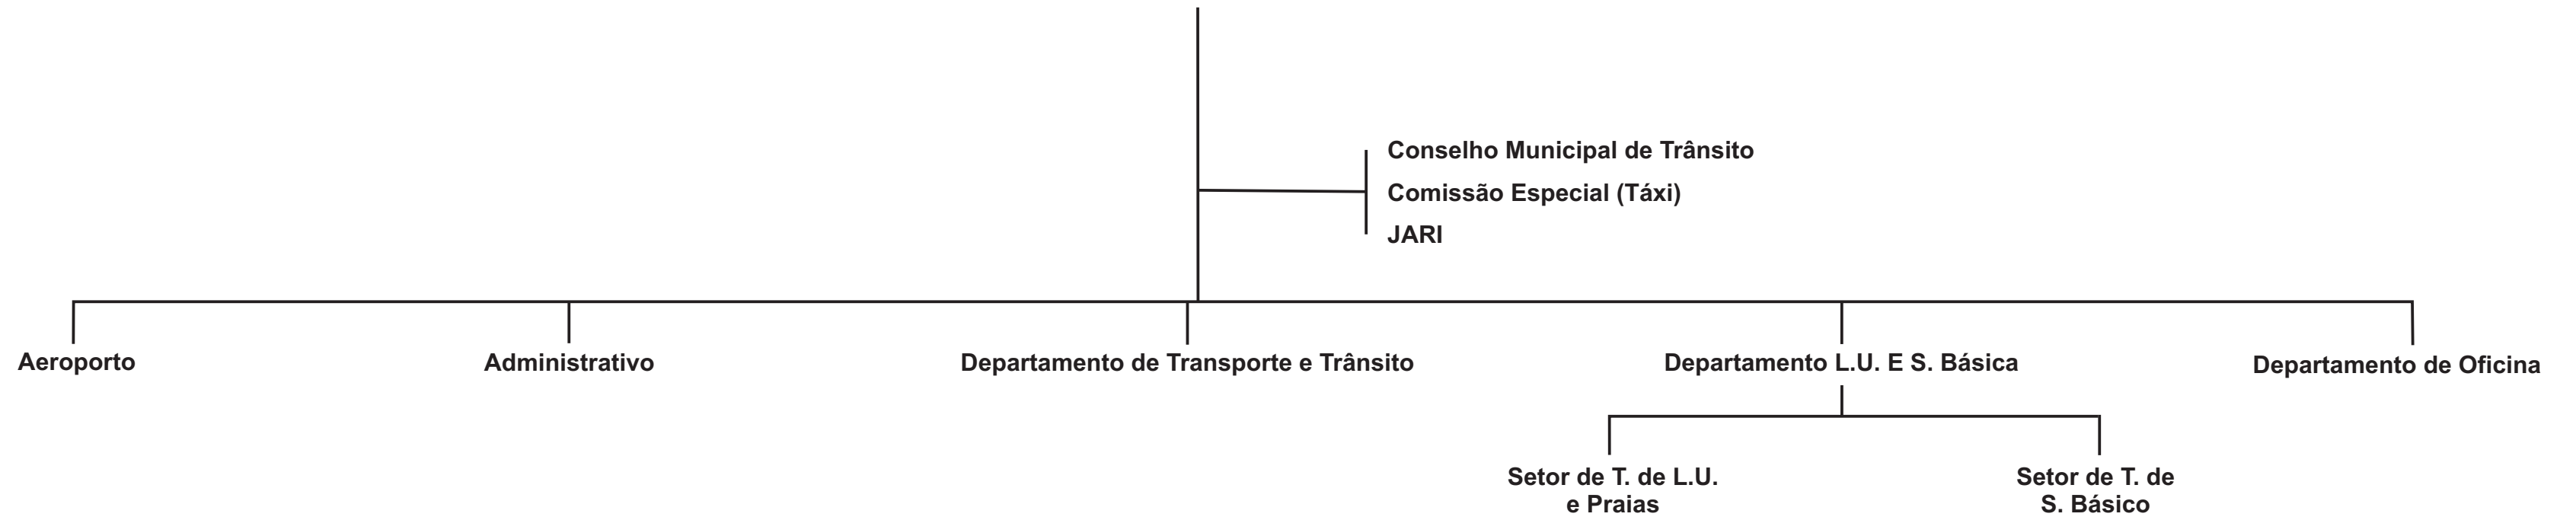 Conselho Municipal de Trânsito
Comissão Especial (Táxi)
JARI
Aeroporto
Administrativo
Departamento de Transporte e Trânsito
Departamento L.U. E S. Básica
Departamento de Oficina
Setor de T. de L.U.
e Praias
Setor de T. de
S. Básico